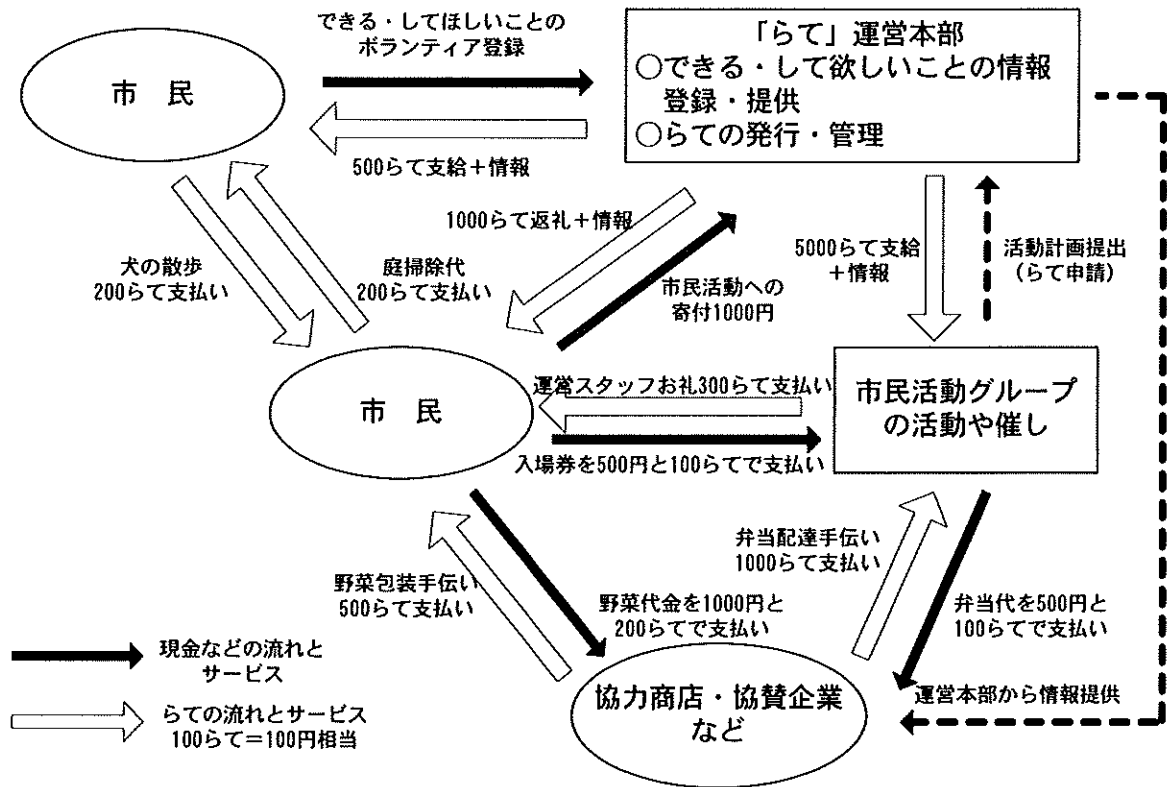 できる・してほしいことの
ボランティア登録
市　民
「らて」運営本部
○できる・して欲しいことの情報
登録・提供
○らての発行・管理
500らて支給＋情報
1000らて返礼＋情報
犬の散歩
200らて支払い
庭掃除代
200らて支払い
市民活動への
寄付1000円
5000らて支給
＋情報
活動計画提出
（らて申請）
市　民
運営スタッフお礼300らて支払い
入場券を500円と100らてで支払い
市民活動グループ
の活動や催し
野菜包装手伝い
500らて支払い
野菜代金を1000円と
200らてで支払い
弁当配達手伝い
1000らて支払い
弁当代を500円と
100らてで支払い
現金などの流れと
サービス
らての流れとサービス
100らて＝100円相当
協力商店・協賛企業
など
運営本部から情報提供